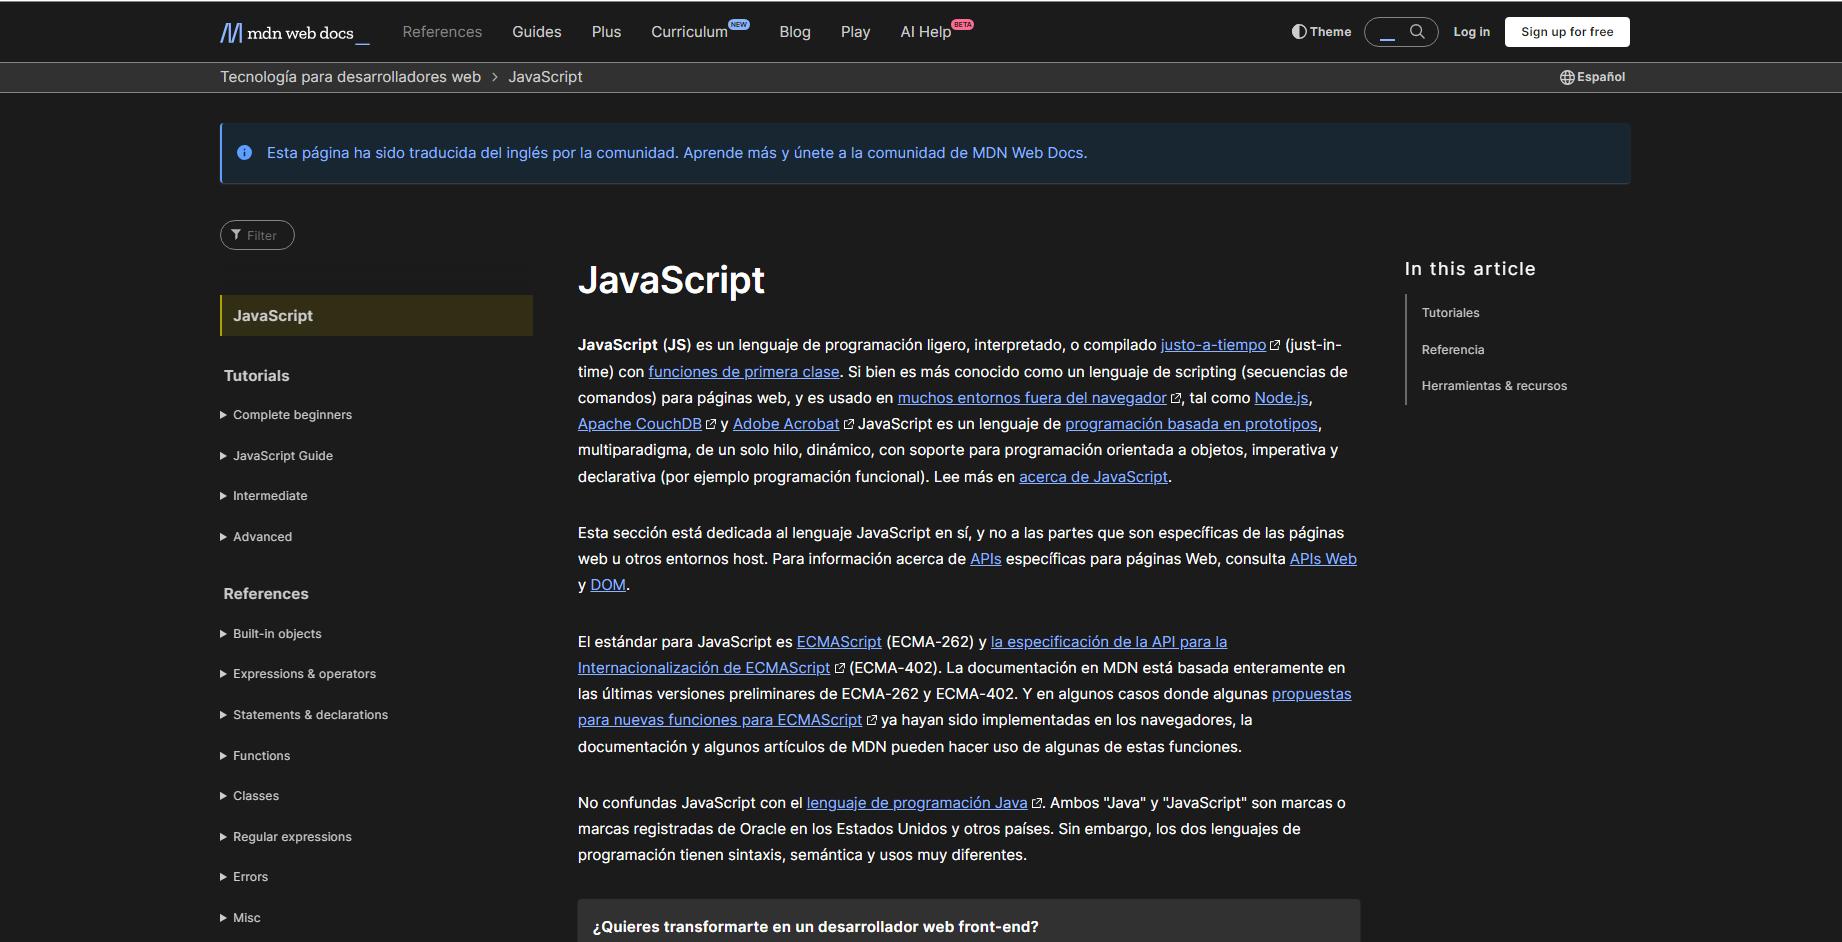 mdn web docs_
References
Guides
Plus
Curriculum NEW
Blog
Play
AI Help BETA
Theme
Log in
Sign up for free
Tecnología para desarrolladores web > JavaScript
Español
Esta página ha sido traducida del inglés por la comunidad. Aprende más y únete a la comunidad de MDN Web Docs.
Filter
JavaScript
Tutorials
Complete beginners
JavaScript Guide
Intermediate
Advanced
References
Built-in objects
Expressions & operators
Statements & declarations
Functions
Classes
Regular expressions
Errors
Misc
JavaScript
JavaScript (JS) es un lenguaje de programación ligero, interpretado, o compilado justo-a-tiempo (just-in-
time) con funciones de primera clase. Si bien es más conocido como un lenguaje de scripting (secuencias de
comandos) para páginas web, y es usado en muchos entornos fuera del navegador, tal como Node.js,
Apache CouchDB y Adobe Acrobat JavaScript es un lenguaje de programación basada en prototipos,
multiparadigma, de un solo hilo, dinámico, con soporte para programación orientada a objetos, imperativa y
declarativa (por ejemplo programación funcional). Lee más en acerca de JavaScript.
Esta sección está dedicada al lenguaje JavaScript en sí, y no a las partes que son específicas de las páginas
web u otros entornos host. Para información acerca de APIs específicas para páginas Web, consulta APIs Web
y DOM.
El estándar para JavaScript es ECMAScript (ECMA-262) y la especificación de la API para la
Internacionalización de ECMAScript (ECMA-402). La documentación en MDN está basada enteramente en
las últimas versiones preliminares de ECMA-262 y ECMA-402. Y en algunos casos donde algunas propuestas
para nuevas funciones para ECMAScript ya hayan sido implementadas en los navegadores, la
documentación y algunos artículos de MDN pueden hacer uso de algunas de estas funciones.
No confundas JavaScript con el lenguaje de programación Java. Ambos "Java" y "JavaScript" son marcas o
marcas registradas de Oracle en los Estados Unidos y otros países. Sin embargo, los dos lenguajes de
programación tienen sintaxis, semántica y usos muy diferentes.
¿Quieres transformarte en un desarrollador web front-end?
In this article
Tutoriales
Referencia
Herramientas & recursos